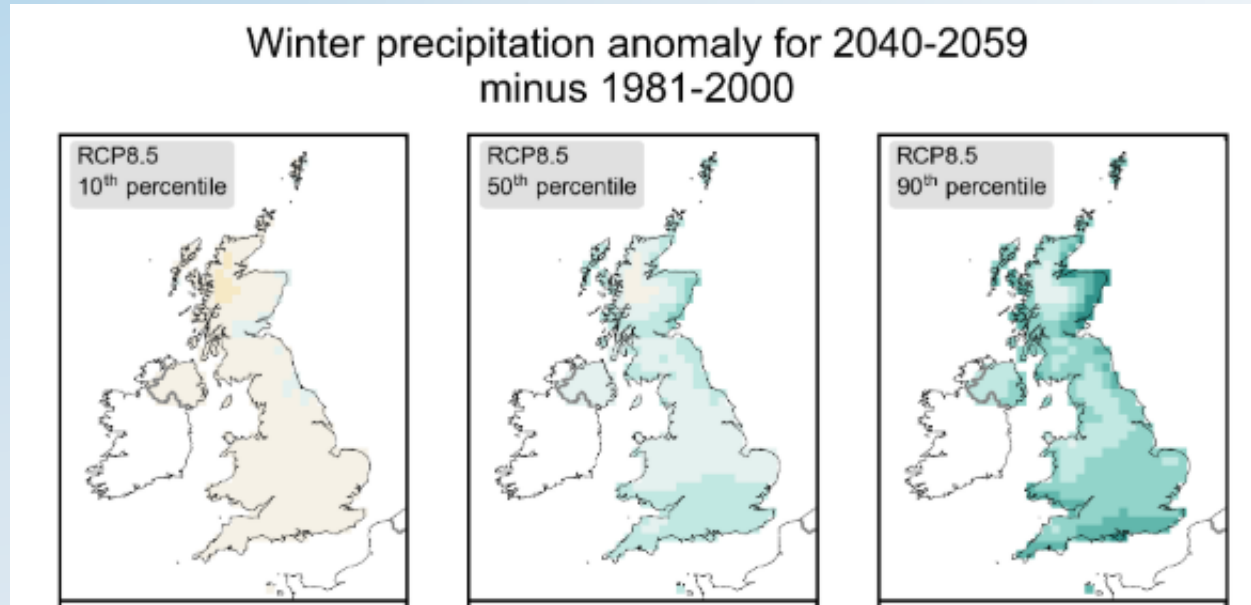 Winter precipitation anomaly for 2040-2059
minus 1981-2000
RCP8.5
10th percentile
RCP8.5
50th percentile
RCP8.5
90th percentile